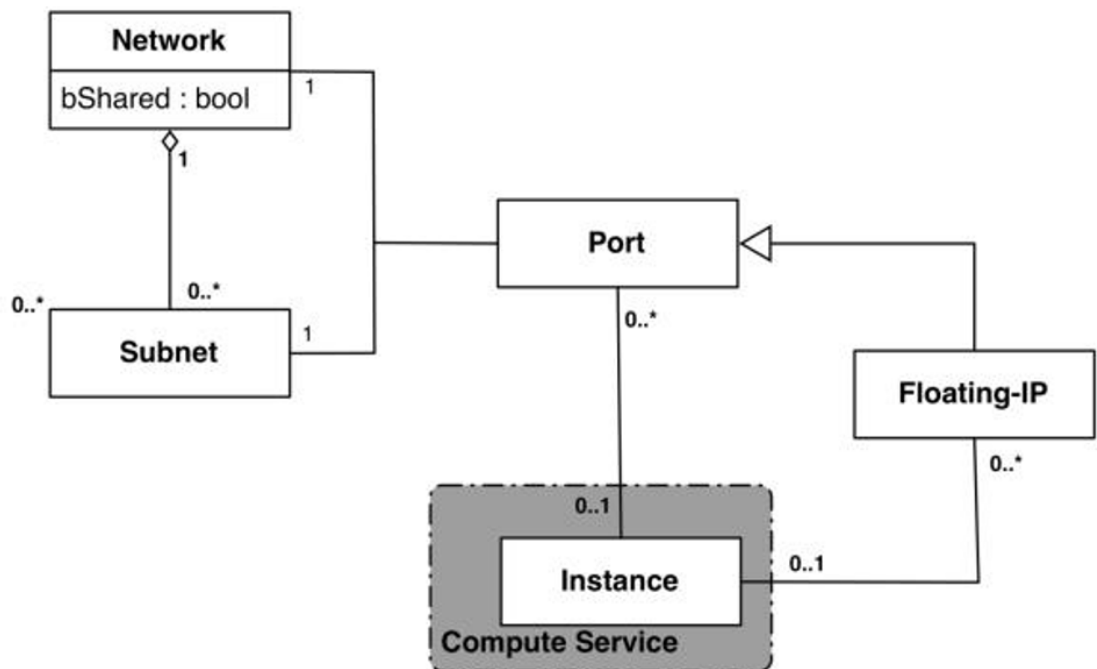 Network
bShared : bool
1
1
0..*
0..*
Subnet
1
Port
0..*
Floating-IP
0..*
0..1
Instance
0..1
Compute Service